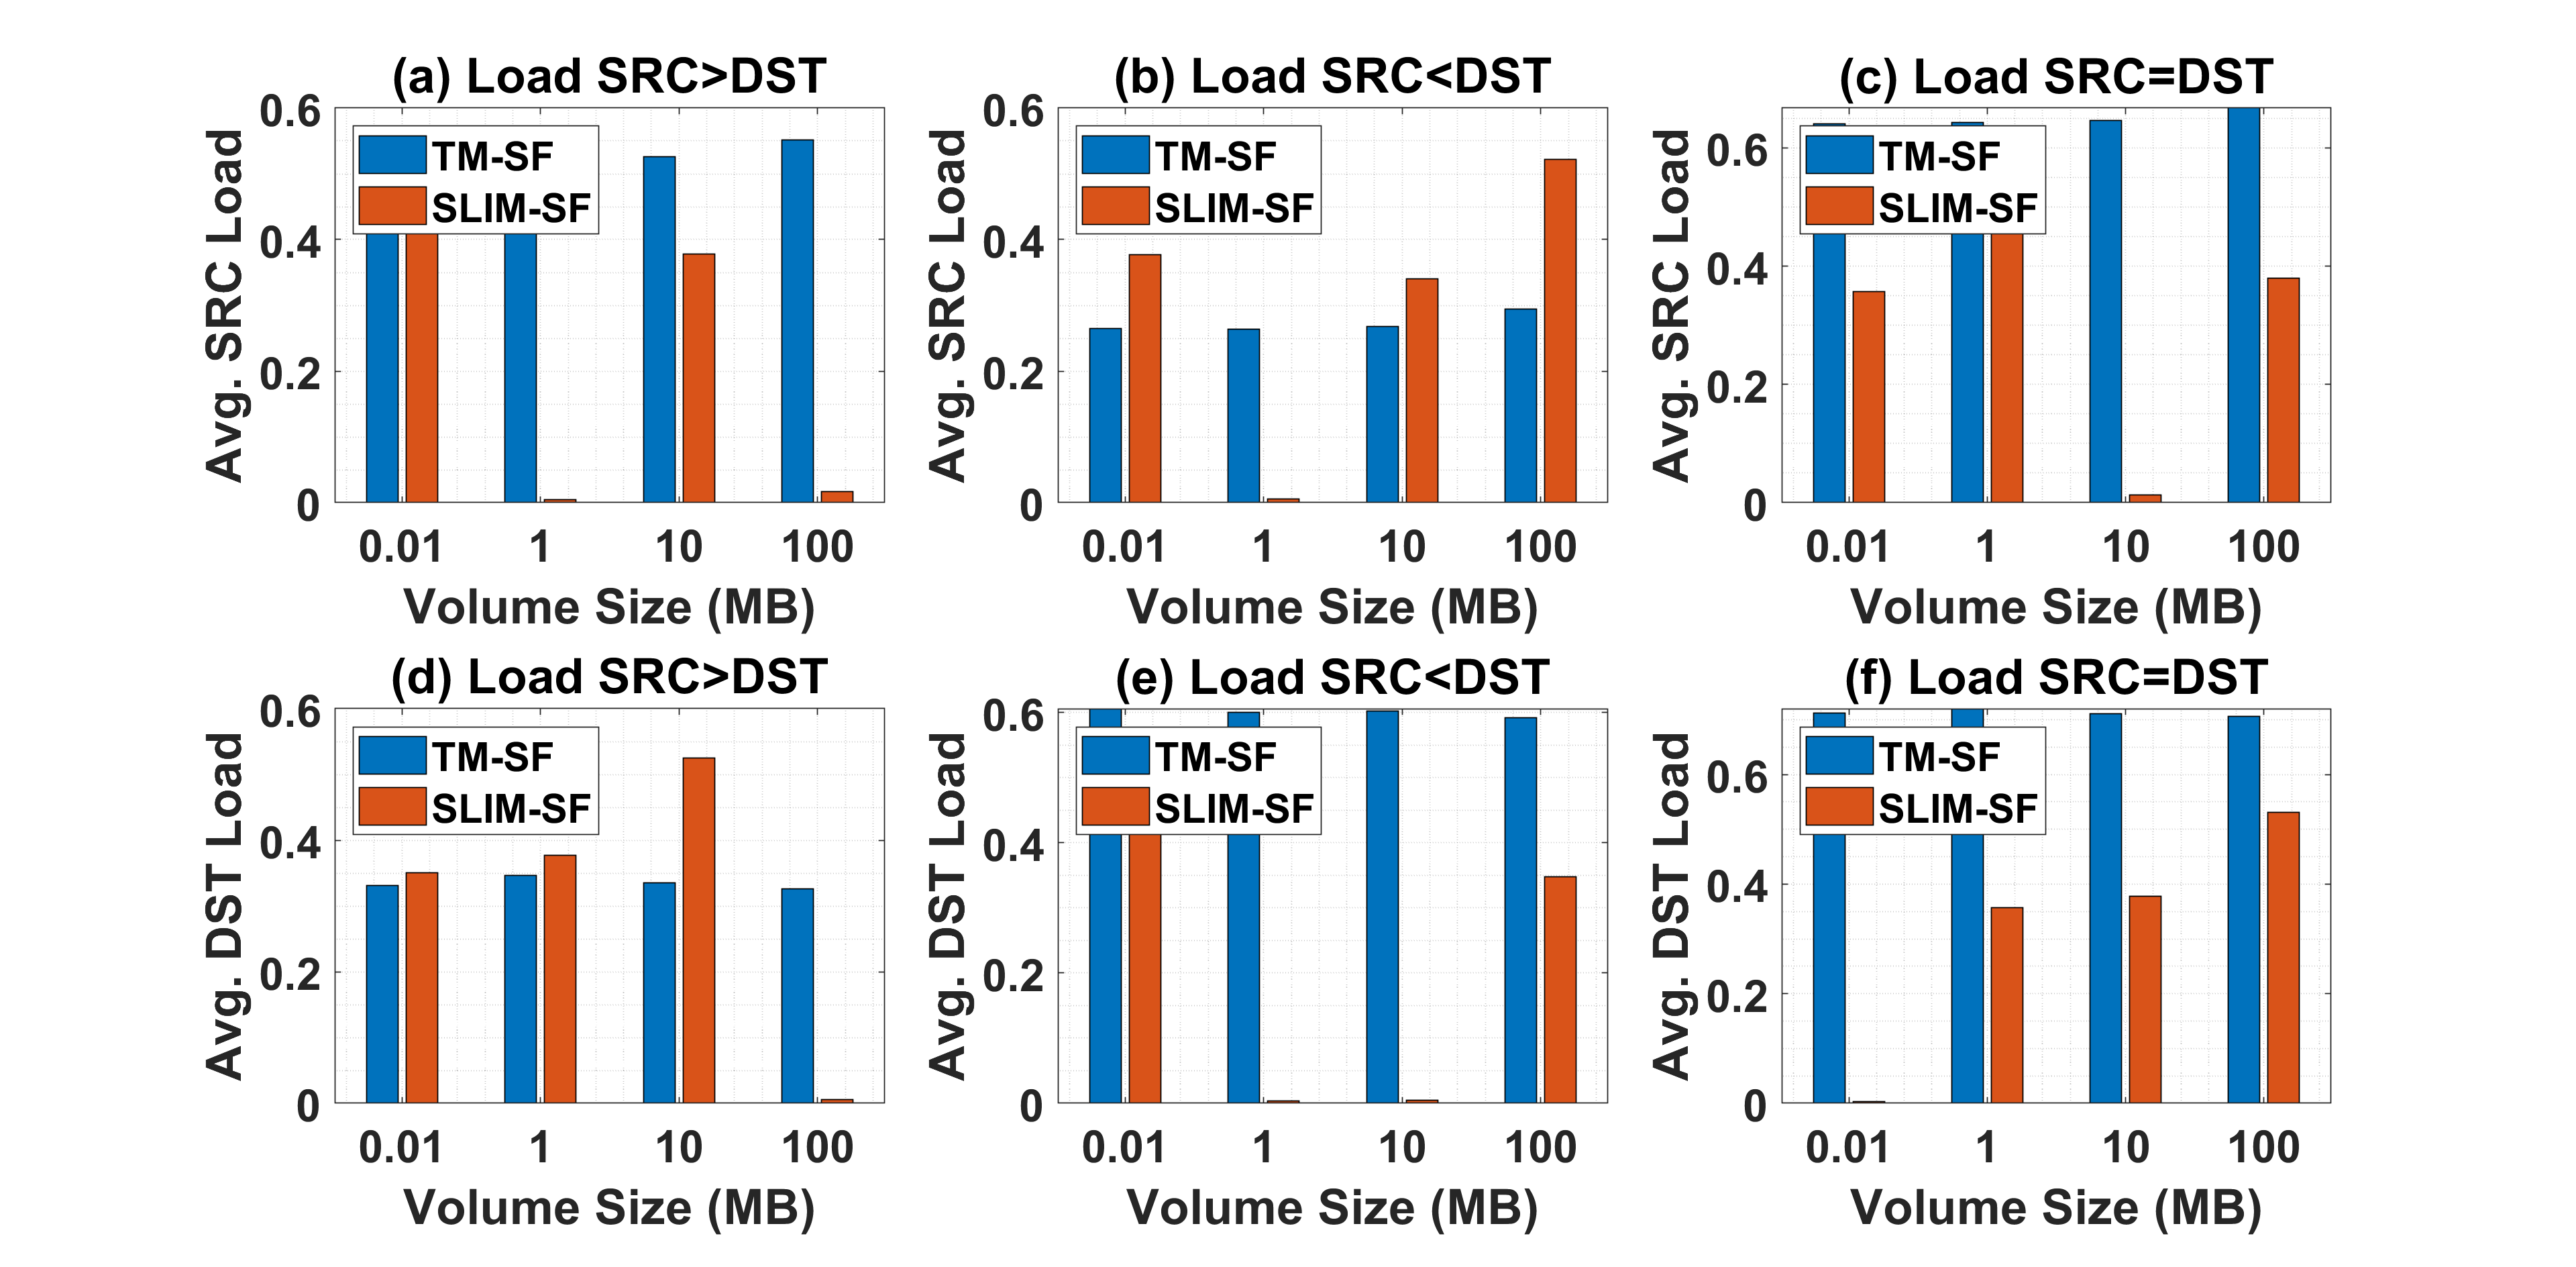 (a) Load SRC>DST
Avg. SRC Load
0.6
0.4
0.2
0
TM-SF
SLIM-SF
0.01 1 10 100
Volume Size (MB)
(b) Load SRC<DST
Avg. SRC Load
0.6
0.4
0.2
0
TM-SF
SLIM-SF
0.01 1 10 100
Volume Size (MB)
(c) Load SRC=DST
Avg. SRC Load
0.6
0.4
0.2
0
TM-SF
SLIM-SF
0.01 1 10 100
Volume Size (MB)
(d) Load SRC>DST
Avg. DST Load
0.6
0.4
0.2
0
TM-SF
SLIM-SF
0.01 1 10 100
Volume Size (MB)
(e) Load SRC<DST
Avg. DST Load
0.6
0.4
0.2
0
TM-SF
SLIM-SF
0.01 1 10 100
Volume Size (MB)
(f) Load SRC=DST
Avg. DST Load
0.6
0.4
0.2
0
TM-SF
SLIM-SF
0.01 1 10 100
Volume Size (MB)